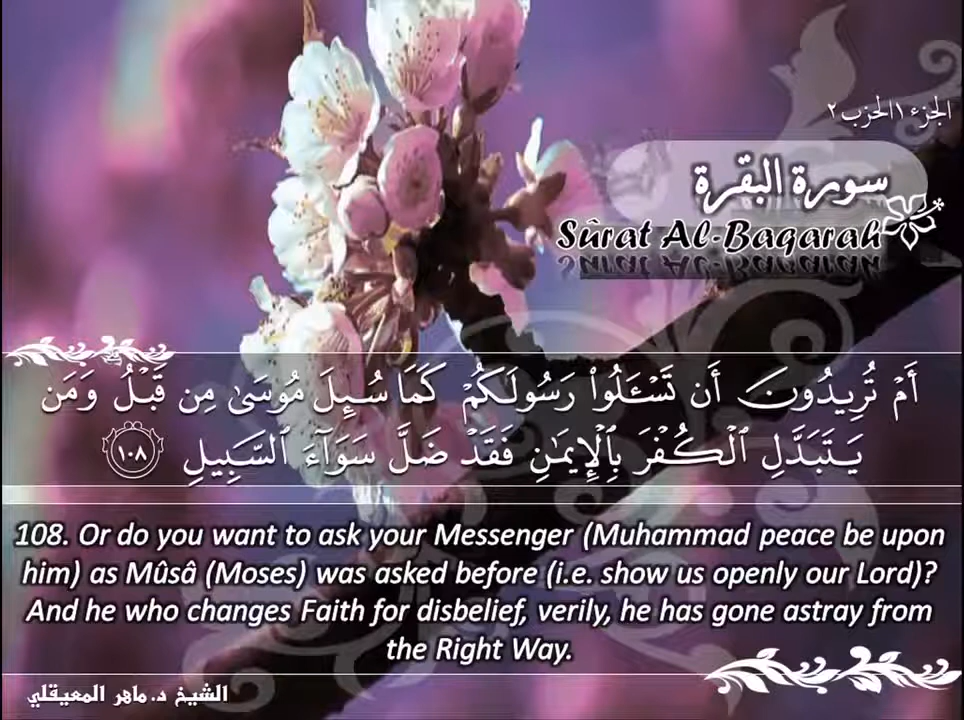 الجزء ١ الحزب ٢
سورة البقرة
Sûrat Al-Baqarah
أَمْ تُرِيدُونَ أَن تَسْـَٔلُوا۟ رَسُولَكُمْ كَمَا سُئِلَ مُوسَىٰ مِن قَبْلُ وَمَن
يَتَبَدَّلِ ٱلْكُفْرَ بِٱلْإِيمَـٰنِ فَقَدْ ضَلَّ سَوَآءَ ٱلسَّبِيلِ ١٠٨
108. Or do you want to ask your Messenger (Muhammad peace be upon
him) as Mûsâ (Moses) was asked before (i.e. show us openly our Lord)?
And he who changes Faith for disbelief, verily, he has gone astray from
the Right Way.
الشيخ د. ماهر المعيقلي